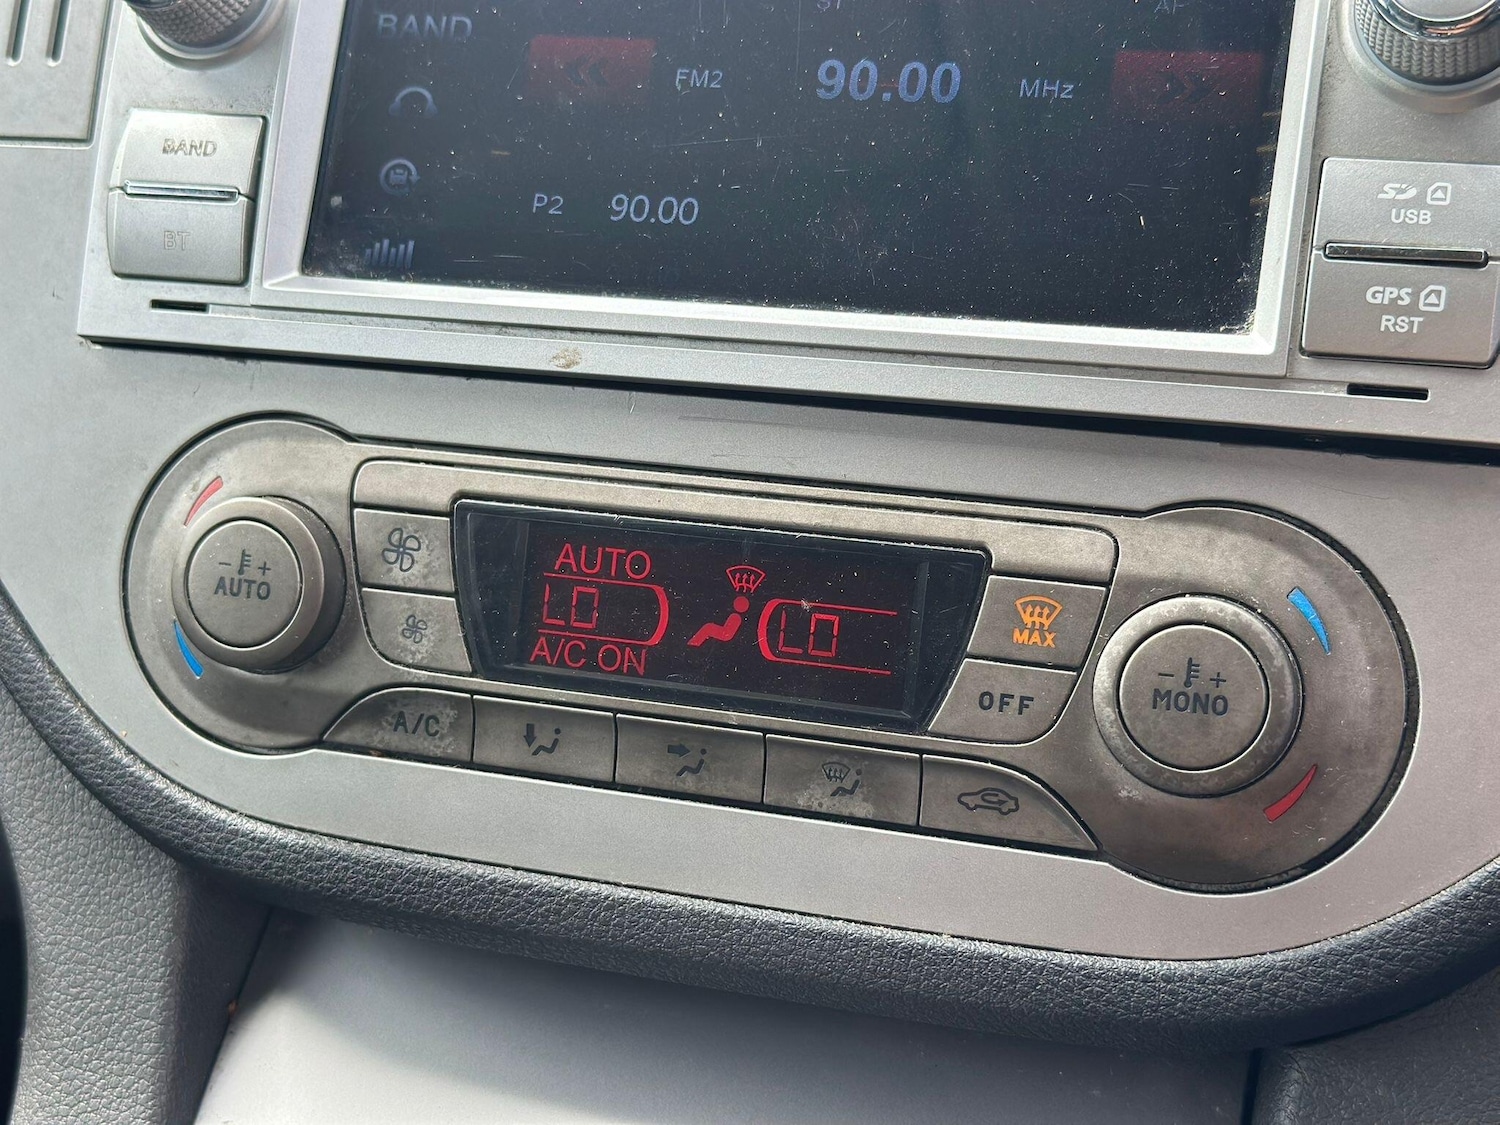 BAND
FM2 90.00 MHz
P2 90.00
BAND
BT
SD
USB
GPS
RST
AUTO
LO
A/C ON
LO
- +
AUTO
MAX
OFF
- +
MONO
A/C